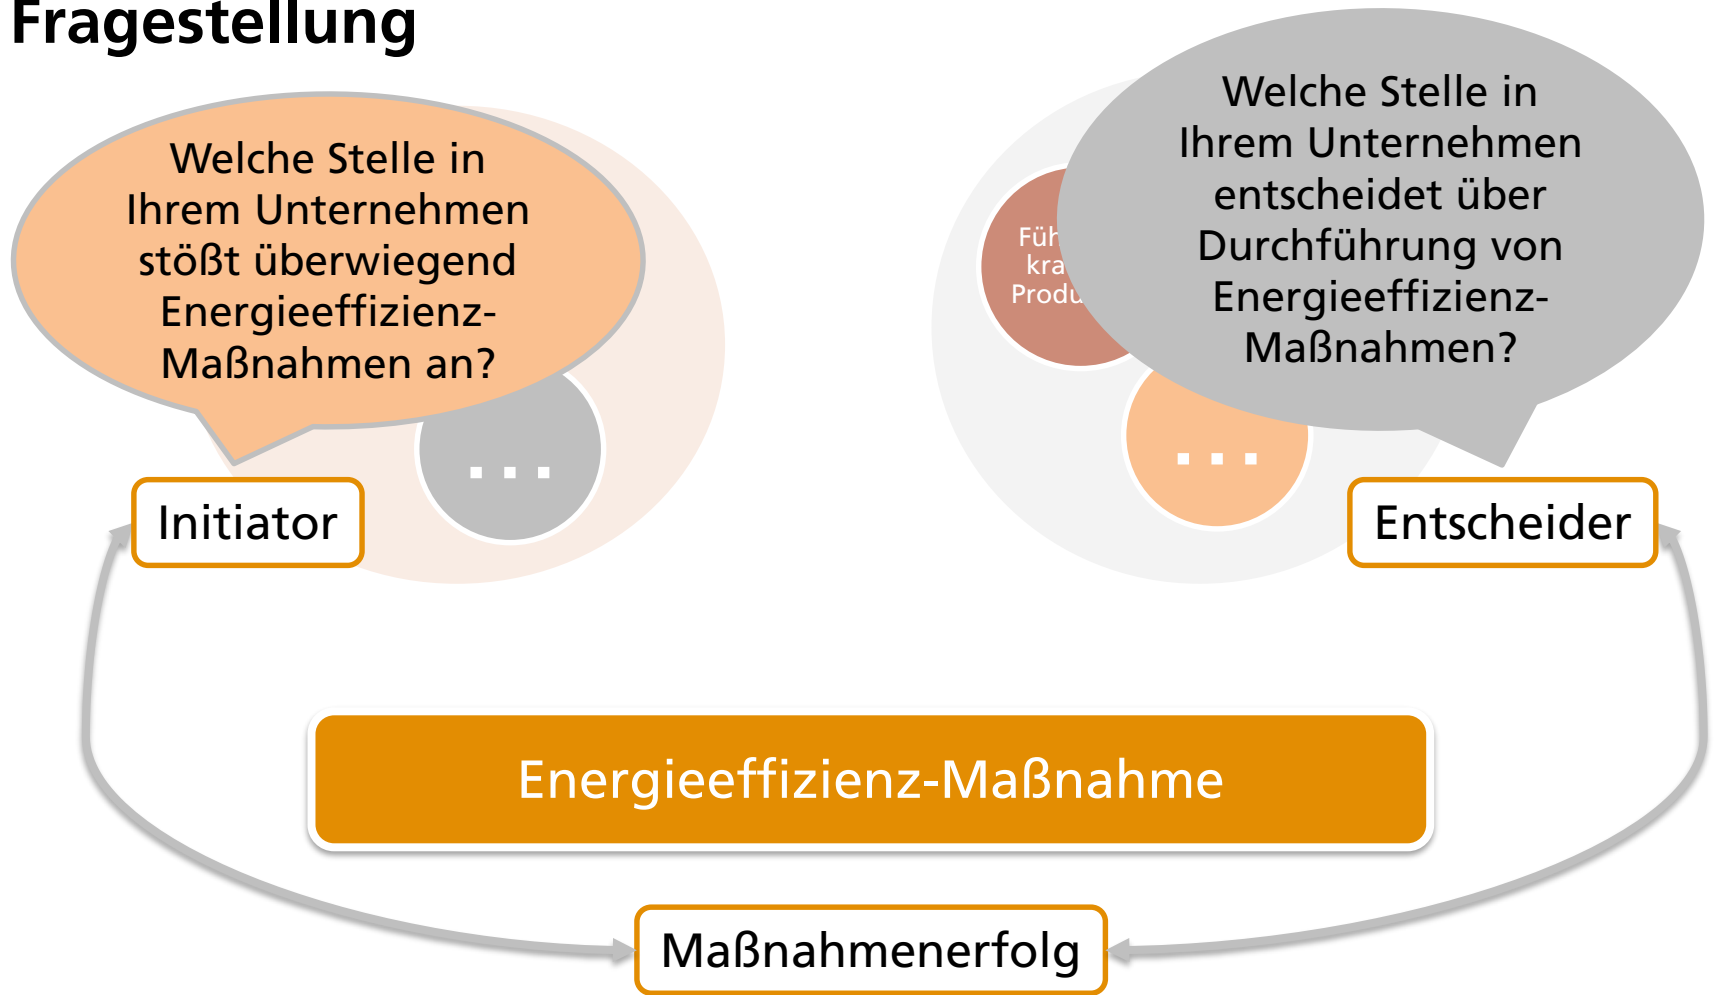 Fragestellung
Welche Stelle in
Ihrem Unternehmen
stößt überwiegend
Energieeffizienz-
Maßnahmen an?
Welche Stelle in
Ihrem Unternehmen
entscheidet über
Durchführung von
Energieeffizienz-
Maßnahmen?
...
...
Initiator
Entscheider
Energieeffizienz-Maßnahme
Maßnahmenerfolg